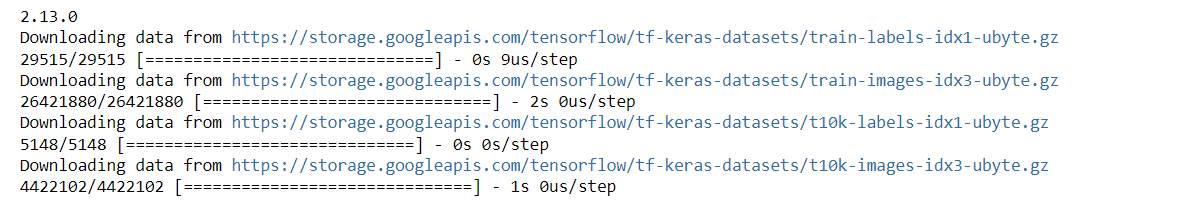 2.13.0
Downloading data from https://storage.googleapis.com/tensorflow/tf-keras-datasets/train-labels-idx1-ubyte.gz
29515/29515 [==============================] - 0s 9us/step
Downloading data from https://storage.googleapis.com/tensorflow/tf-keras-datasets/train-images-idx3-ubyte.gz
26421880/26421880 [==============================] - 2s 0us/step
Downloading data from https://storage.googleapis.com/tensorflow/tf-keras-datasets/t10k-labels-idx1-ubyte.gz
5148/5148 [==============================] - 0s 0s/step
Downloading data from https://storage.googleapis.com/tensorflow/tf-keras-datasets/t10k-images-idx3-ubyte.gz
4422102/4422102 [==============================] - 1s 0us/step